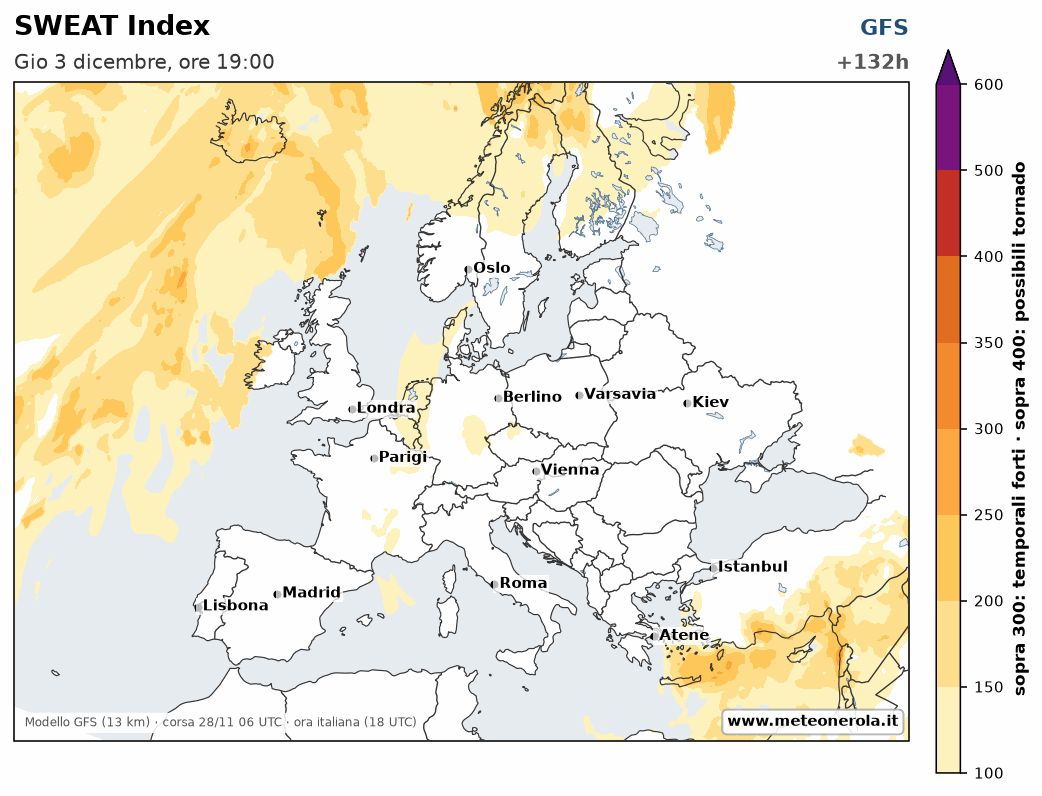 SWEAT Index
GFS
Gio 3 dicembre, ore 19:00
+132h
Oslo
Londra
Berlino
Varsavia
Kiev
Parigi
Vienna
Istanbul
Roma
Madrid
Lisbona
Atene
Modello GFS (13 km) · corsa 28/11 06 UTC · ora italiana (18 UTC)
www.meteonerola.it
600
500
400
350
300
250
200
150
100
sopra 300: temporali forti · sopra 400: possibili tornado